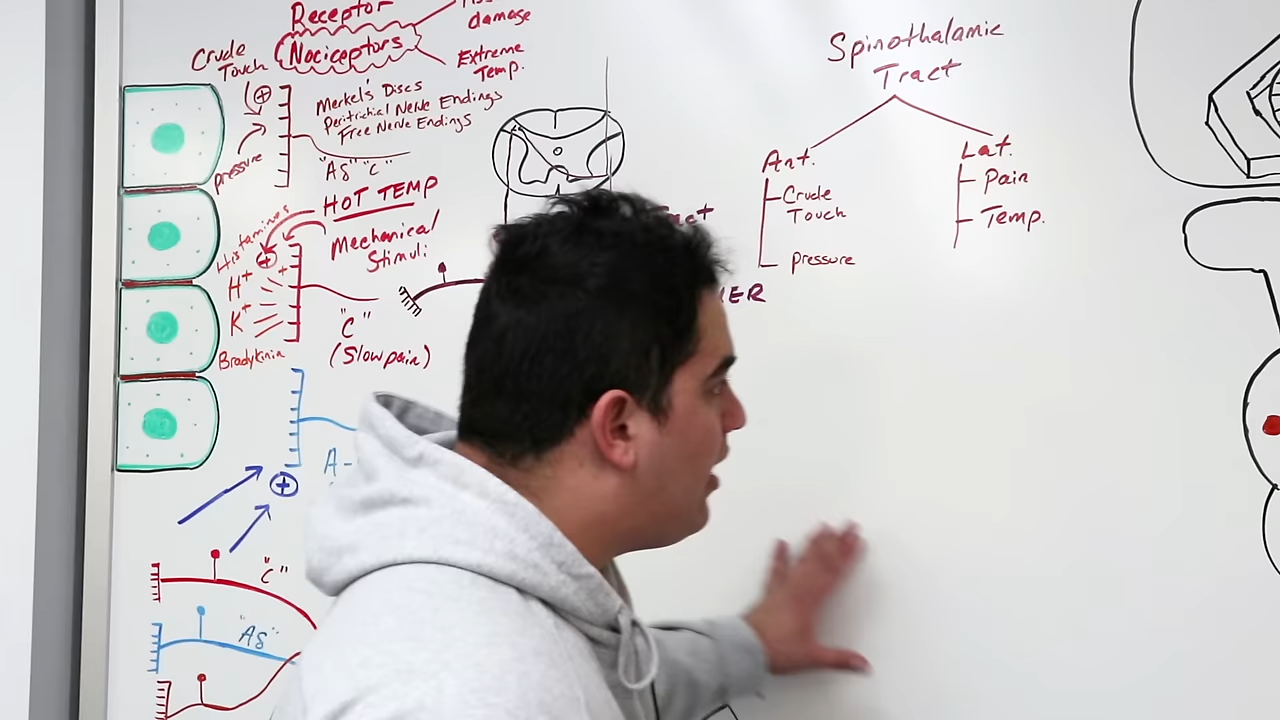 Receptor
Nociceptors
damage
Extreme
Temp.
Crude
Touch
+
pressure
Merkel's Discs
Peritrichial Nerve Endings
Free Nerve Endings
"Aδ" "C"
HOT TEMP
Mechanical
Stimuli
Histamines
+
+
H+
K+
Bradykinin
"C"
(Slow pain)
A-
+
"C"
"Aδ"
Spinothalamic
Tract
Ant.
Crude
Touch
pressure
Lat.
Pain
Temp.